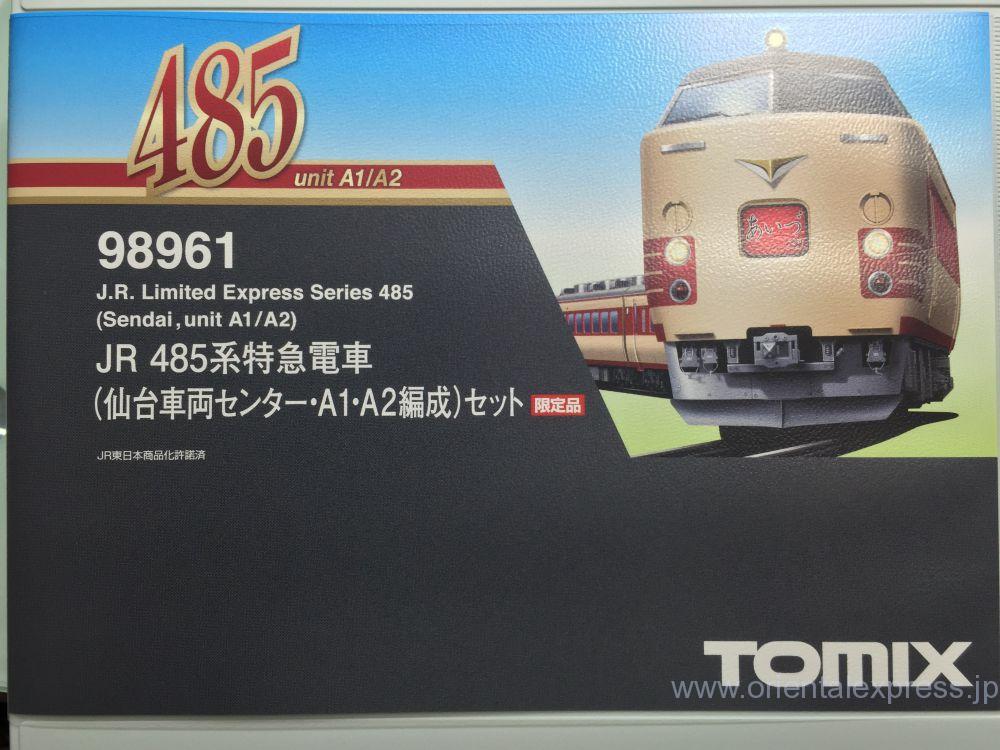 485
unit A1/A2
98961
J.R. Limited Express Series 485
(Sendai,unit A1/A2)
JR 485系特急電車
(仙台車両センター・A1・A2編成)セット 限定品
JR東日本商品化許諾済
あいづ
TOMIX
www.orientalexpress.jp